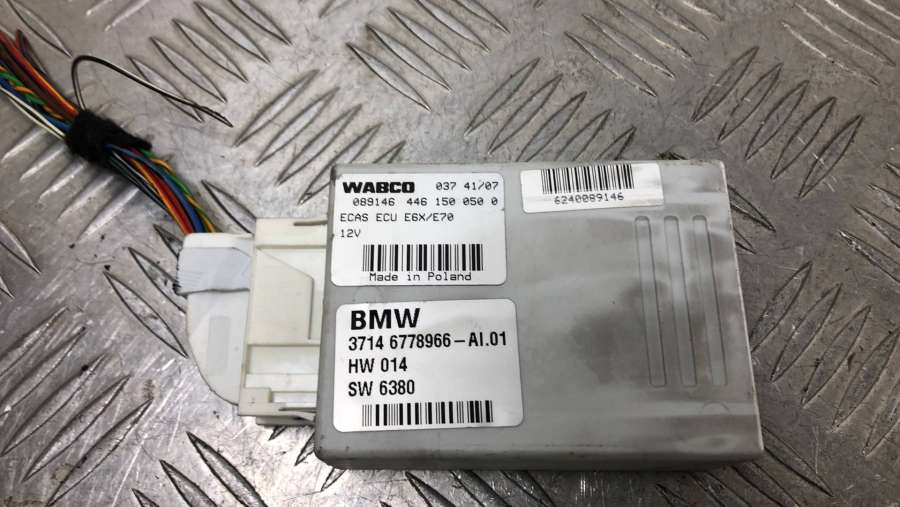 WABCO 037 41/07
089146 446 150 050 0
ECAS ECU E6X/E70
12V
Made in Poland
6240089146
BMW
3714 6778966-AI.01
HW 014
SW 6380